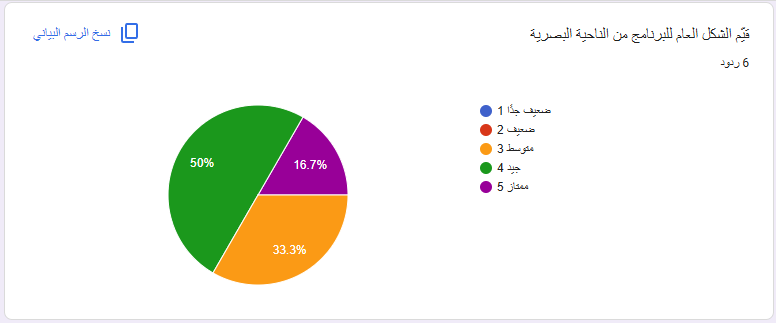 قيّم الشكل العام للبرنامج من الناحية البصرية
نسخ الرسم البياني
6 ردود
1 ضعيف جدًا
2 ضعيف
3 متوسط
4 جيد
5 ممتاز
50%
16.7%
33.3%